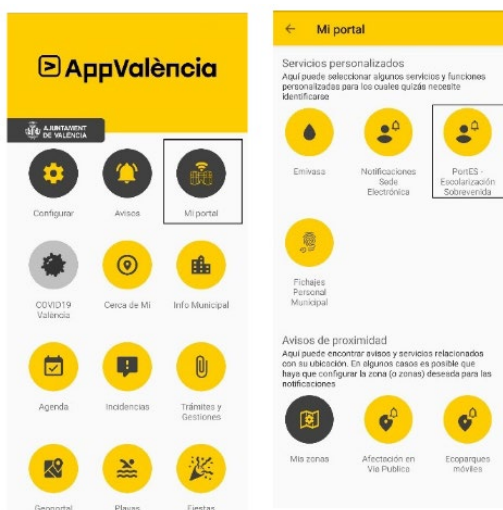 AppValència
AJUNTAMENT
DE VALÈNCIA
Configurar
Avisos
Mi portal
COVID19
València
Cerca de Mi
Info Municipal
Agenda
Incidencias
Trámites y
Gestiones
Geoportal
Playas
Fiestas
Mi portal
Servicios personalizados
Aquí puede seleccionar algunos servicios y funciones
personalizadas para los cuales quizás necesite
identificarse
Emivasa
Notificaciones
Sede
Electrónica
PortES -
Escolarización
Sobrevenida
Fichajes
Personal
Municipal
Avisos de proximidad
Aquí puede encontrar avisos y servicios relacionados
con su ubicación. En algunos casos es posible que
haya que configurar la zona (o zonas) deseada para las
notificaciones
Mis zonas
Afectación en
Vía Publica
Ecoparques
móviles